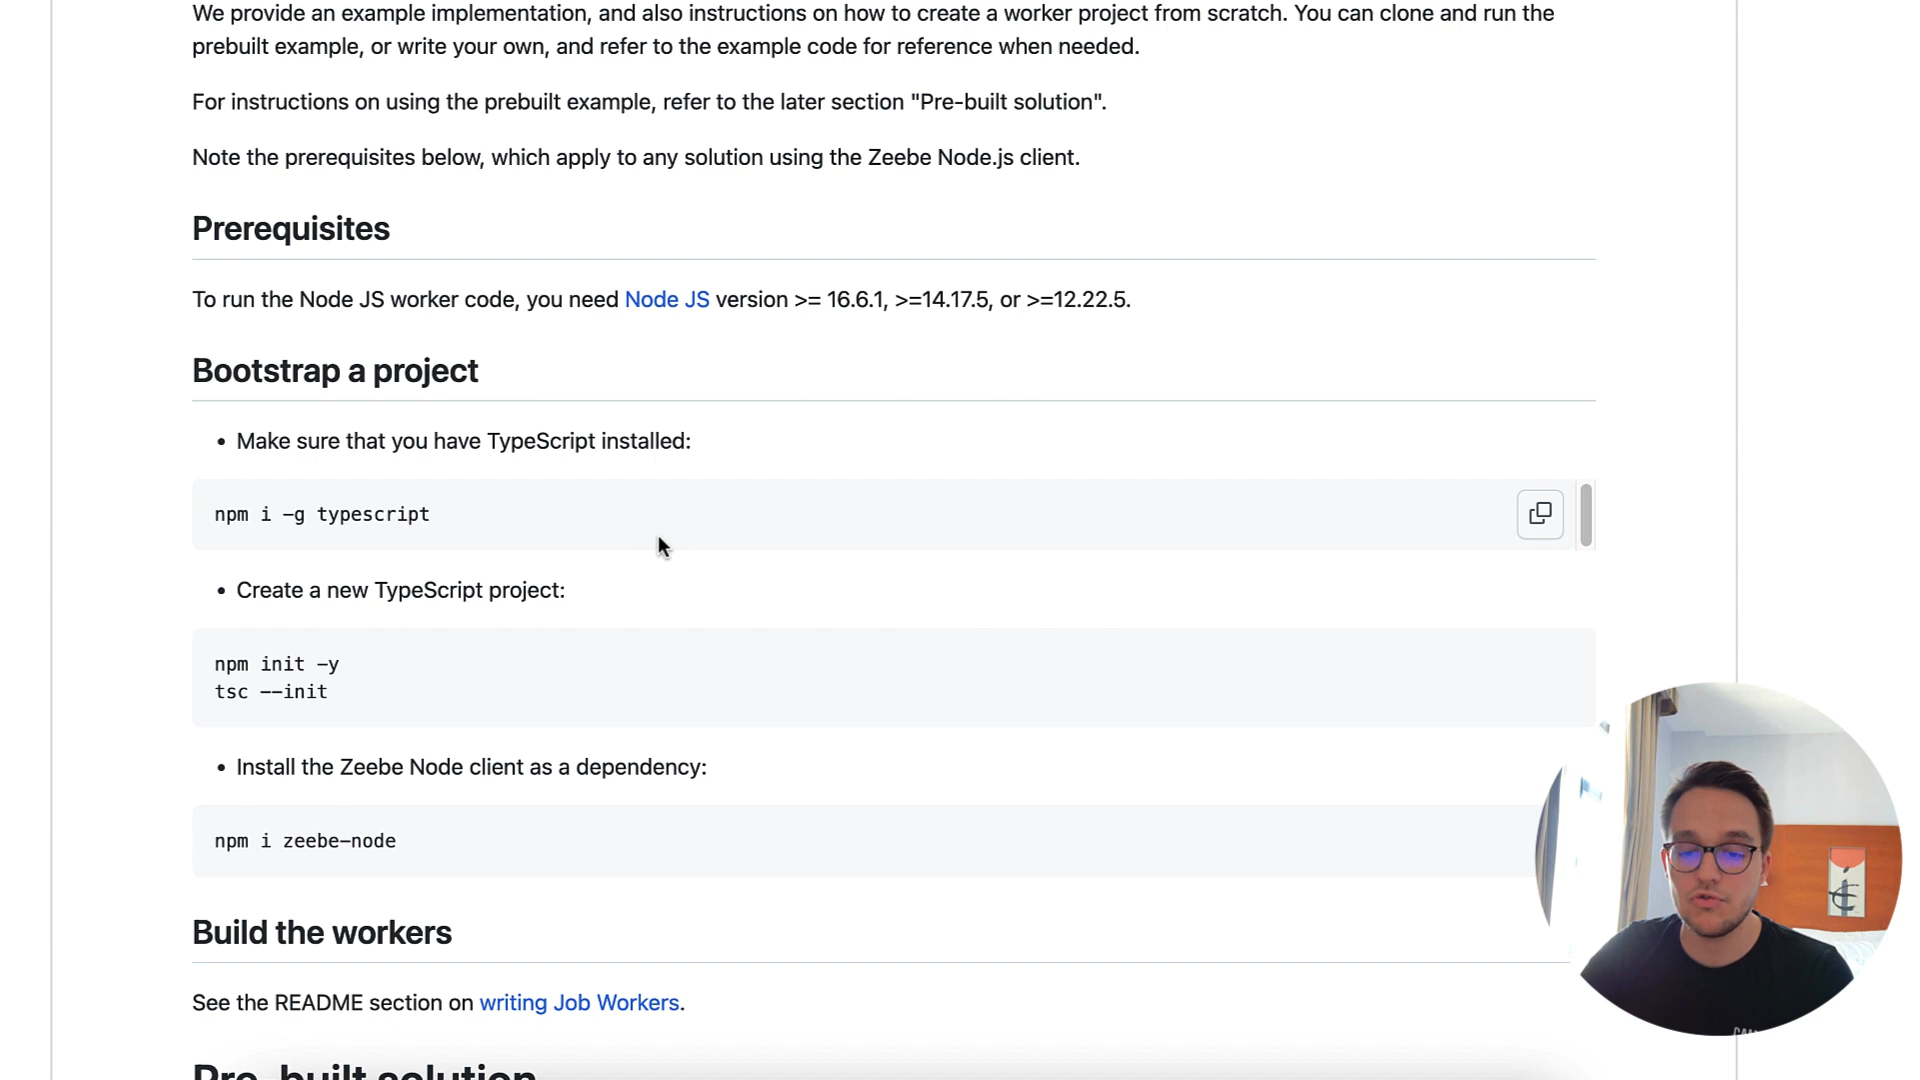 We provide an example implementation, and also instructions on how to create a worker project from scratch. You can clone and run the
prebuilt example, or write your own, and refer to the example code for reference when needed.
For instructions on using the prebuilt example, refer to the later section "Pre-built solution".
Note the prerequisites below, which apply to any solution using the Zeebe Node.js client.
Prerequisites
To run the Node JS worker code, you need Node JS version >= 16.6.1, >=14.17.5, or >=12.22.5.
Bootstrap a project
• Make sure that you have TypeScript installed:
npm i -g typescript
• Create a new TypeScript project:
npm init -y
tsc --init
• Install the Zeebe Node client as a dependency:
npm i zeebe-node
Build the workers
See the README section on writing Job Workers.
Pre-built solution